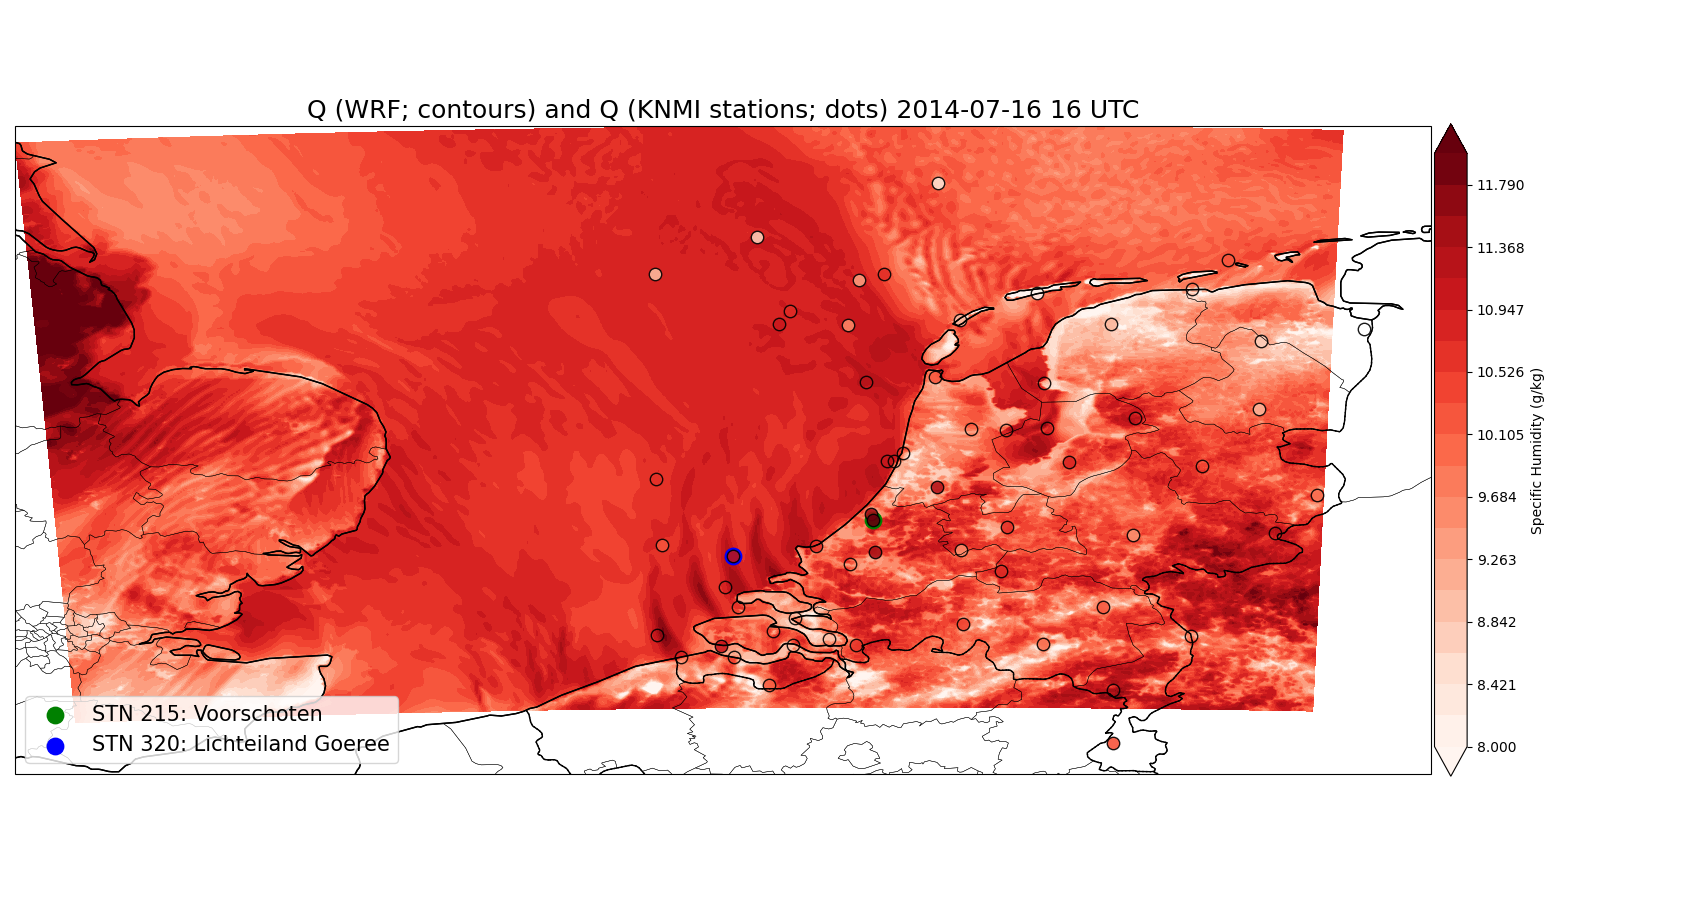 Q (WRF; contours) and Q (KNMI stations; dots) 2014-07-16 16 UTC
11.790
11.368
10.947
10.526
10.105
9.684
9.263
8.842
8.421
8.000
Specific Humidity (g/kg)
STN 215: Voorschoten
STN 320: Lichteiland Goeree